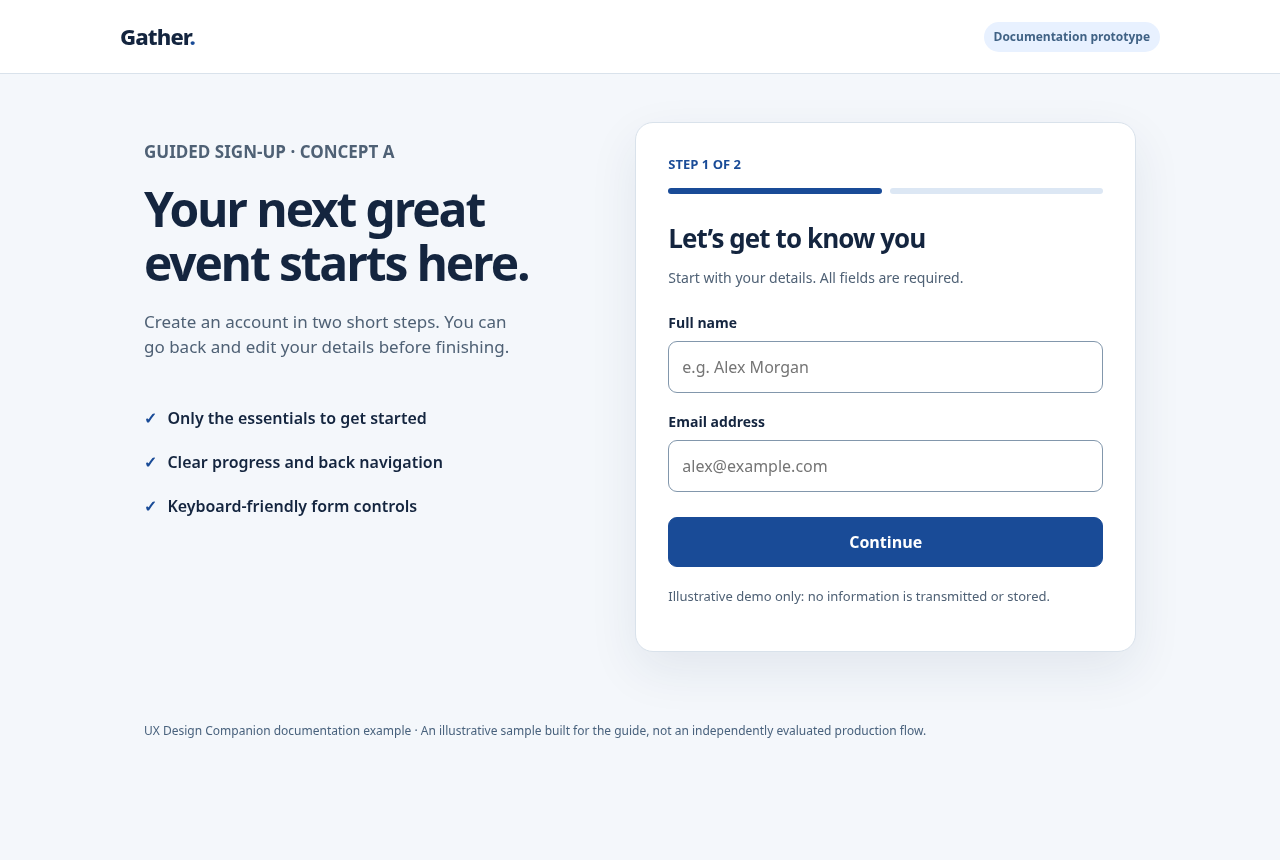 Gather.
Documentation prototype
GUIDED SIGN-UP · CONCEPT A
Your next great
event starts here.
Create an account in two short steps. You can
go back and edit your details before finishing.
✓ Only the essentials to get started
✓ Clear progress and back navigation
✓ Keyboard-friendly form controls
STEP 1 OF 2
Let’s get to know you
Start with your details. All fields are required.
Full name
e.g. Alex Morgan
Email address
alex@example.com
Continue
Illustrative demo only: no information is transmitted or stored.
UX Design Companion documentation example · An illustrative sample built for the guide, not an independently evaluated production flow.